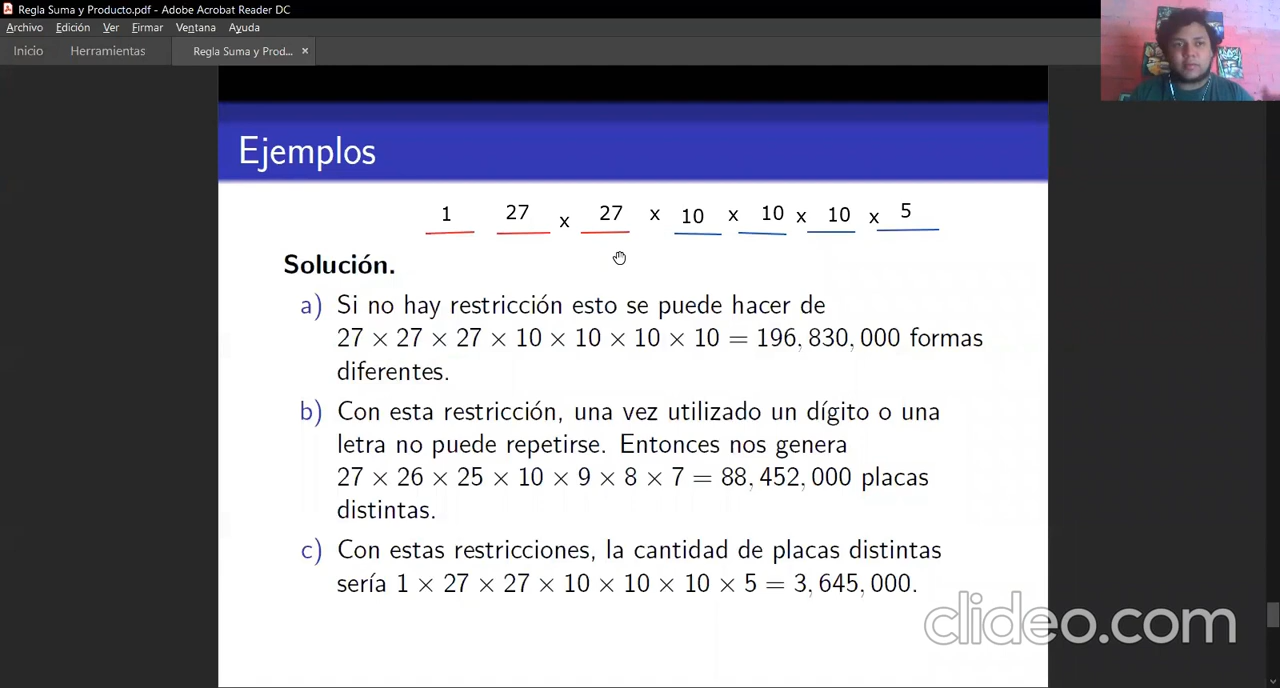 Regla Suma y Producto.pdf - Adobe Acrobat Reader DC
Archivo Edición Ver Firmar Ventana Ayuda
Inicio Herramientas Regla Suma y Prod... ×
Ejemplos
1 27 x 27 x 10 x 10 x 10 x 5
Solución.
a) Si no hay restricción esto se puede hacer de
27 × 27 × 27 × 10 × 10 × 10 × 10 = 196, 830, 000 formas
diferentes.
b) Con esta restricción, una vez utilizado un dígito o una
letra no puede repetirse. Entonces nos genera
27 × 26 × 25 × 10 × 9 × 8 × 7 = 88, 452, 000 placas
distintas.
c) Con estas restricciones, la cantidad de placas distintas
sería 1 × 27 × 27 × 10 × 10 × 10 × 5 = 3, 645, 000.
clideo.com